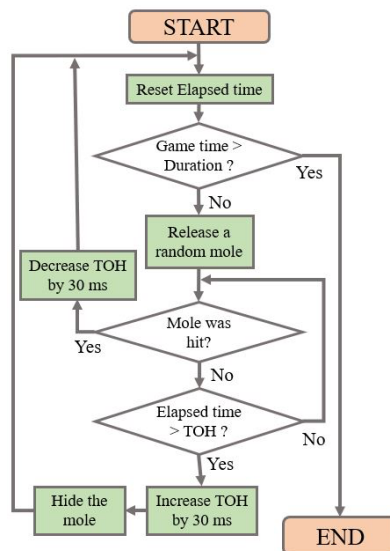 START
Reset Elapsed time
Game time >
Duration ?
Yes
No
Release a
random mole
Decrease TOH
by 30 ms
Mole was
hit?
Yes
No
Elapsed time
> TOH ?
No
Yes
Hide the
mole
Increase TOH
by 30 ms
END